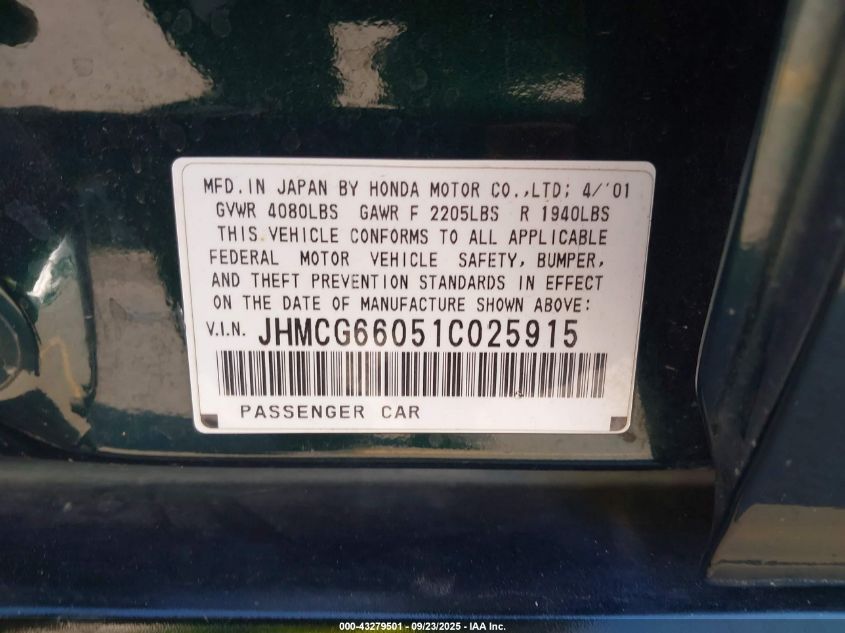 MFD. IN JAPAN BY HONDA MOTOR CO.,LTD; 4/'01
GVWR 4080LBS GAWR F 2205LBS R 1940LBS
THIS VEHICLE CONFORMS TO ALL APPLICABLE
FEDERAL MOTOR VEHICLE SAFETY, BUMPER,
AND THEFT PREVENTION STANDARDS IN EFFECT
ON THE DATE OF MANUFACTURE SHOWN ABOVE:
V.I.N. JHMCG66051C025915
PASSENGER CAR
000-43279501 - 09/23/2025 - IAA Inc.